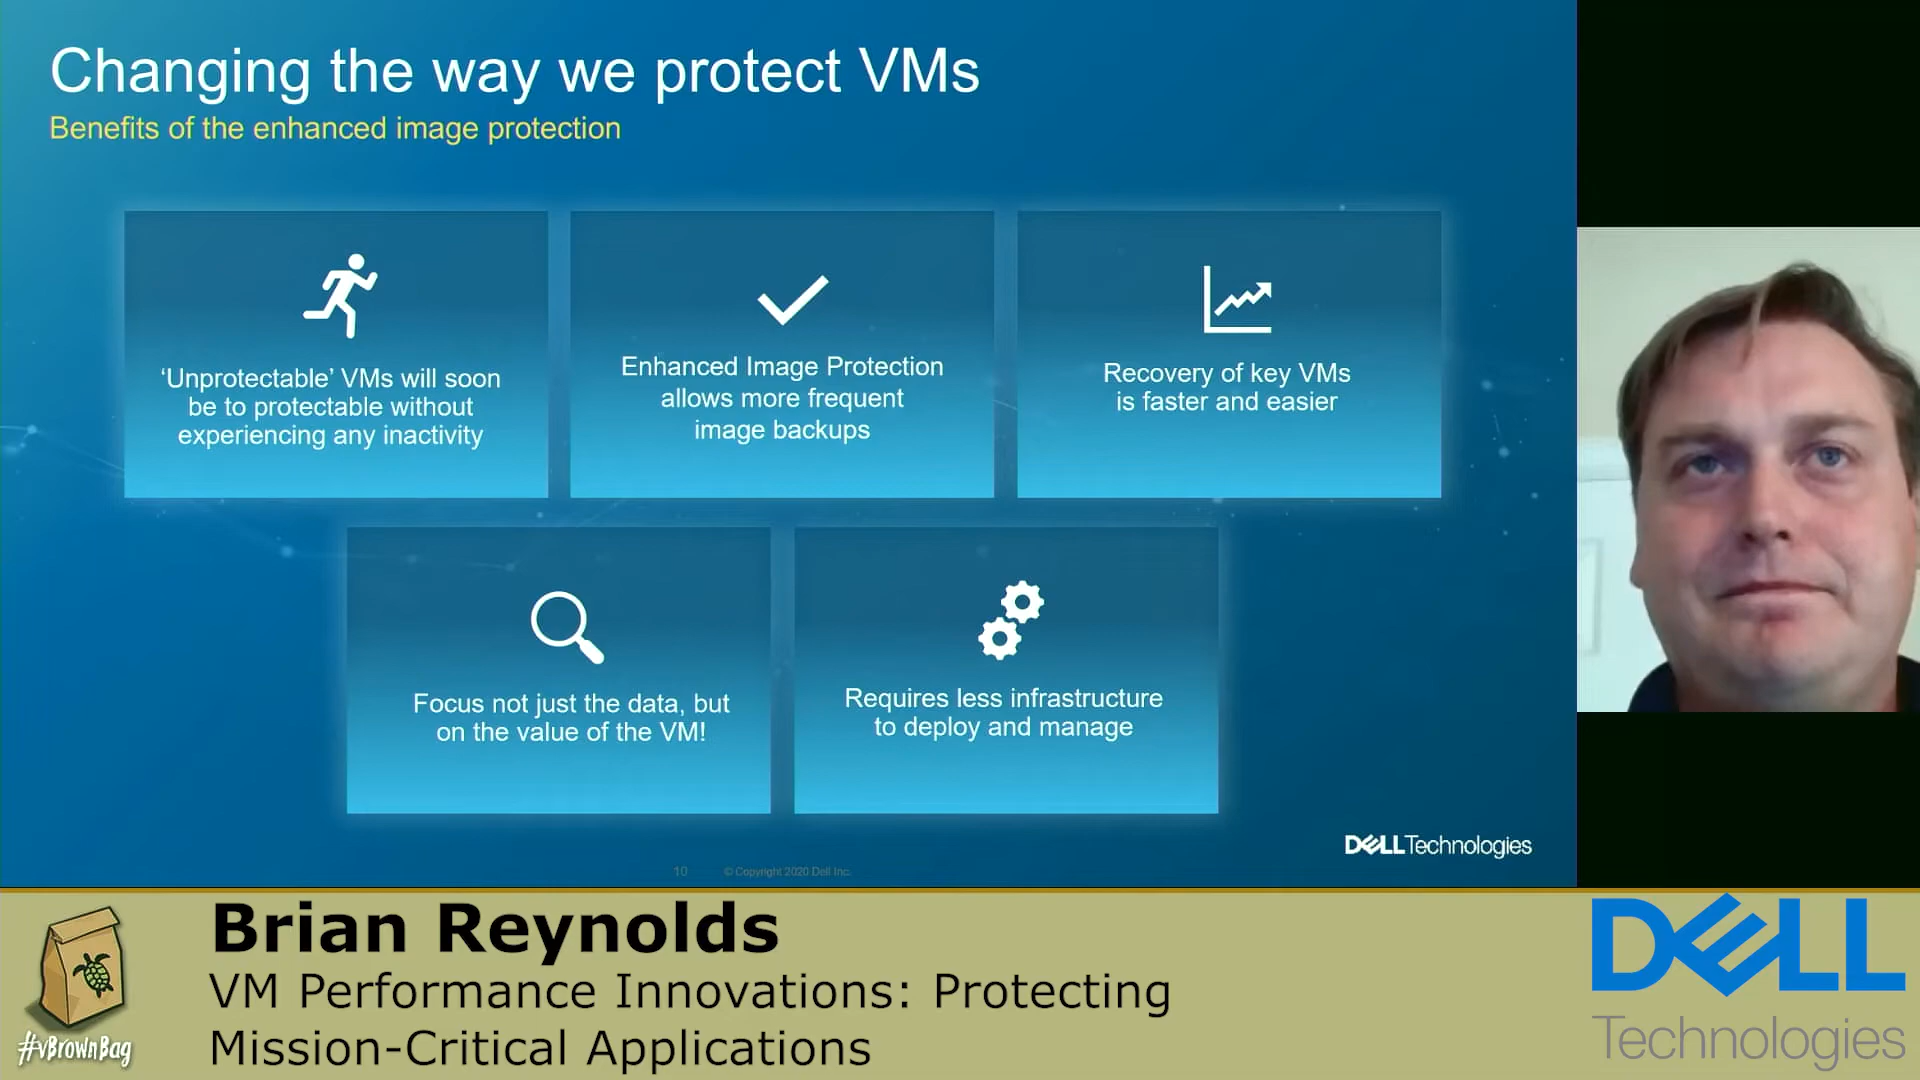 Changing the way we protect VMs
Benefits of the enhanced image protection
‘Unprotectable’ VMs will soon
be to protectable without
experiencing any inactivity
Enhanced Image Protection
allows more frequent
image backups
Recovery of key VMs
is faster and easier
Focus not just the data, but
on the value of the VM!
Requires less infrastructure
to deploy and manage
DELLTechnologies
10
© Copyright 2020 Dell Inc.
#vBrownBag
Brian Reynolds
VM Performance Innovations: Protecting
Mission-Critical Applications
DELL
Technologies